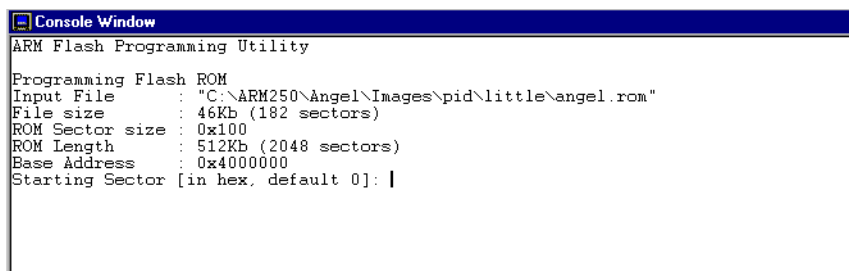 Console Window
ARM Flash Programming Utility
Programming Flash ROM
Input File : "C:\ARM250\Angel\Images\pid\little\angel.rom"
File size : 46Kb (182 sectors)
ROM Sector size : 0x100
ROM Length : 512Kb (2048 sectors)
Base Address : 0x4000000
Starting Sector [in hex, default 0]: